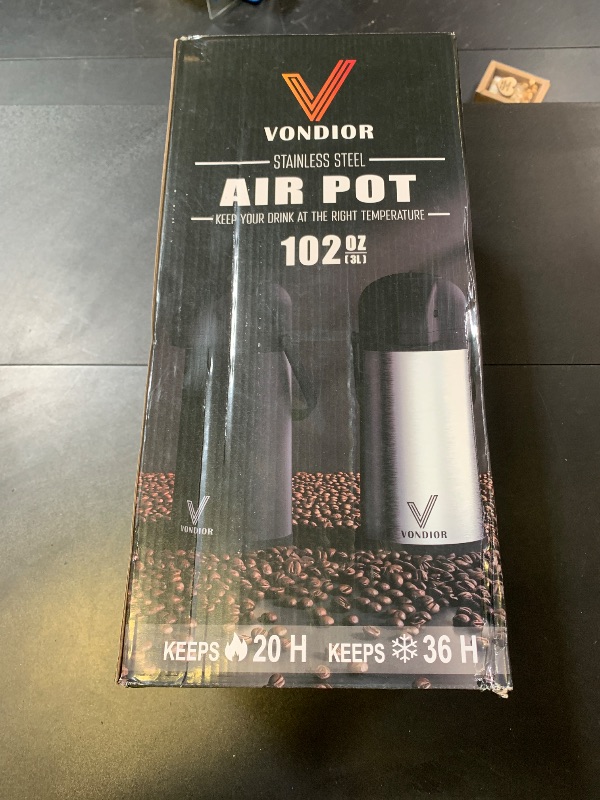 VONDIOR
STAINLESS STEEL
AIR POT
KEEP YOUR DRINK AT THE RIGHT TEMPERATURE
102 OZ (3L)
VONDIOR
VONDIOR
KEEPS 20 H KEEPS 36 H